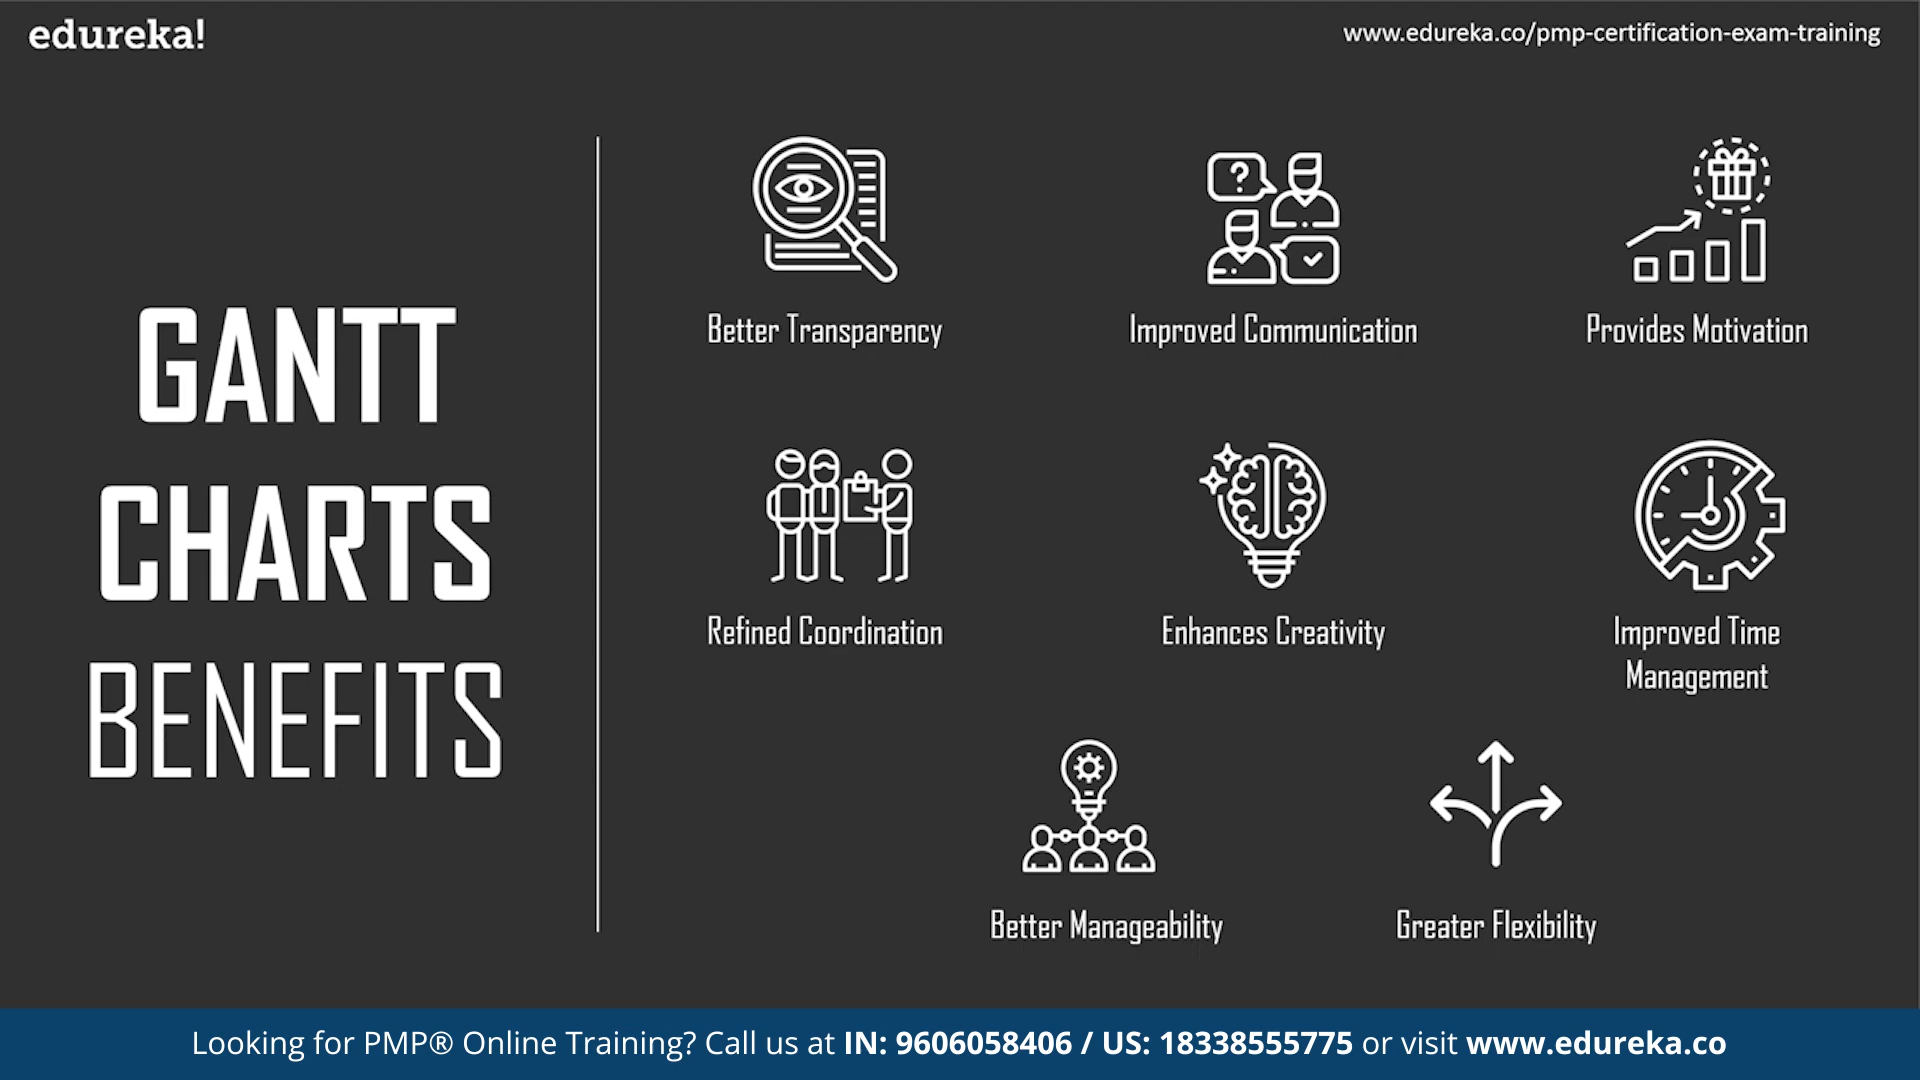 edureka!
www.edureka.co/pmp-certification-exam-training
GANTT
CHARTS
BENEFITS
?
Better Transparency
Improved Communication
Provides Motivation
Refined Coordination
Enhances Creativity
Improved Time
Management
Better Manageability
Greater Flexibility
Looking for PMP® Online Training? Call us at IN: 9606058406 / US: 18338555775 or visit www.edureka.co